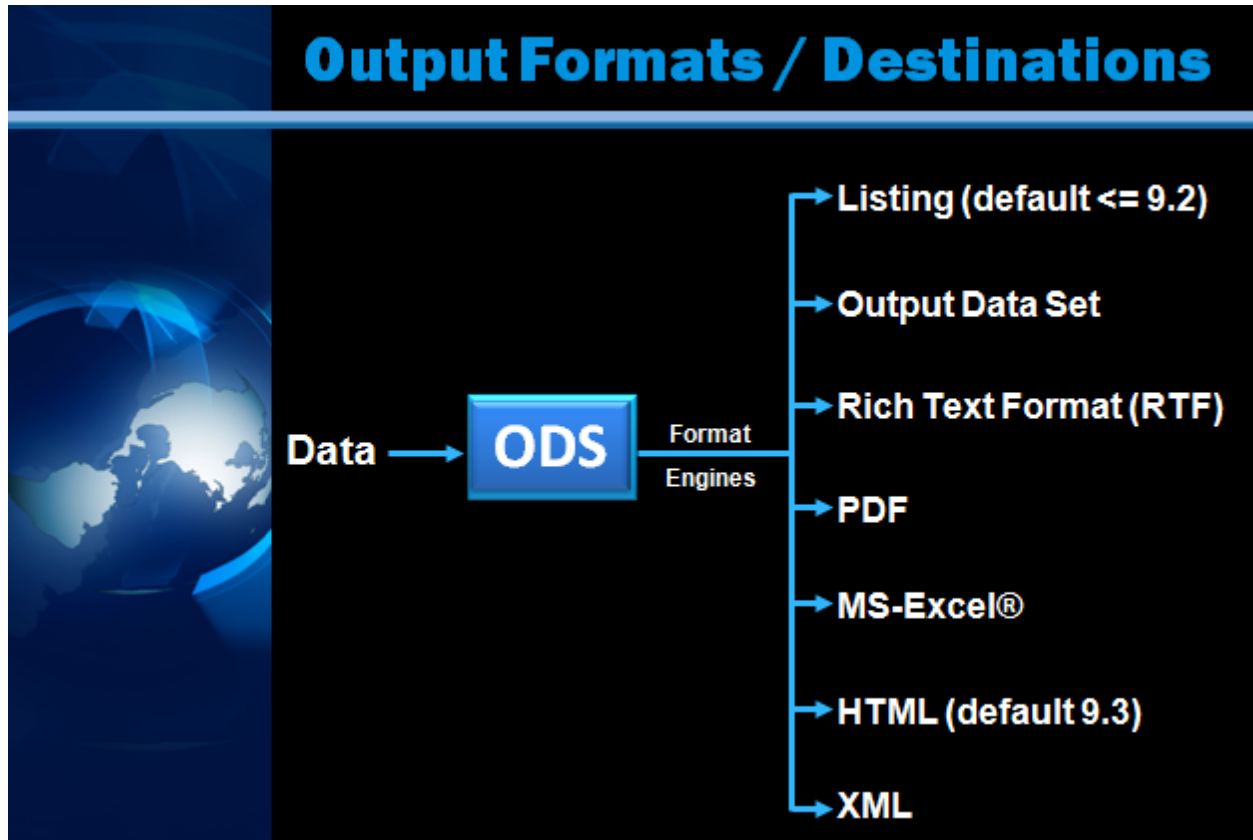 Output Formats / Destinations
Listing (default <= 9.2)
Output Data Set
Rich Text Format (RTF)
Data
ODS
Format
Engines
PDF
MS-Excel®
HTML (default 9.3)
XML